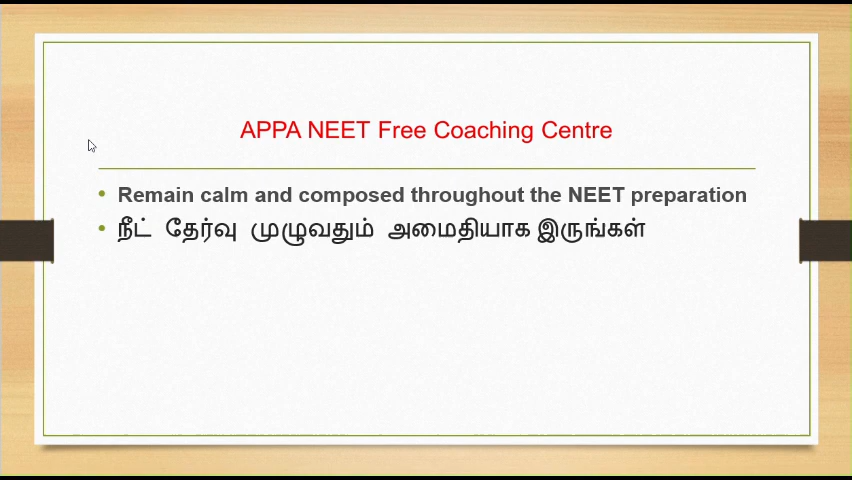 APPA NEET Free Coaching Centre
• Remain calm and composed throughout the NEET preparation
• நீட் தேர்வு முழுவதும் அமைதியாக இருங்கள்